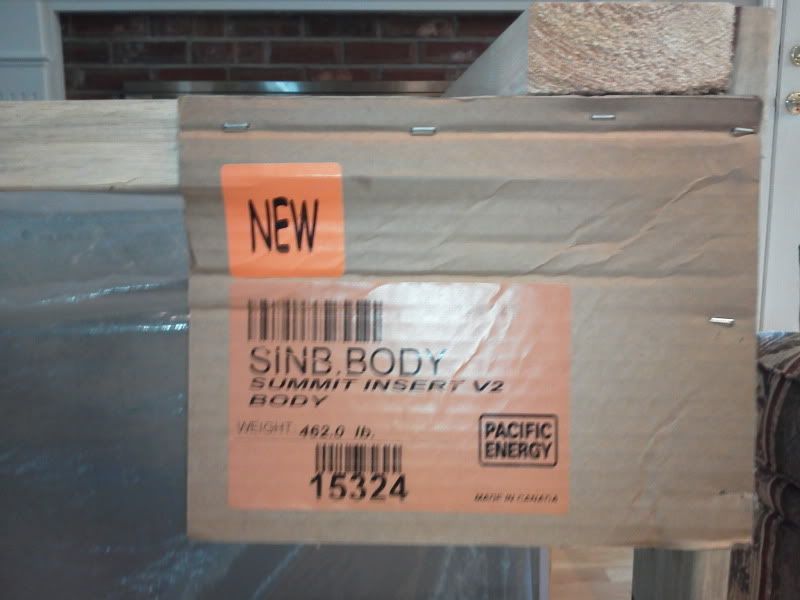 NEW
SINB.BODY
SUMMIT INSERT V2
BODY
WEIGHT 462.0 lb.
PACIFIC
ENERGY
15324
MADE IN CANADA